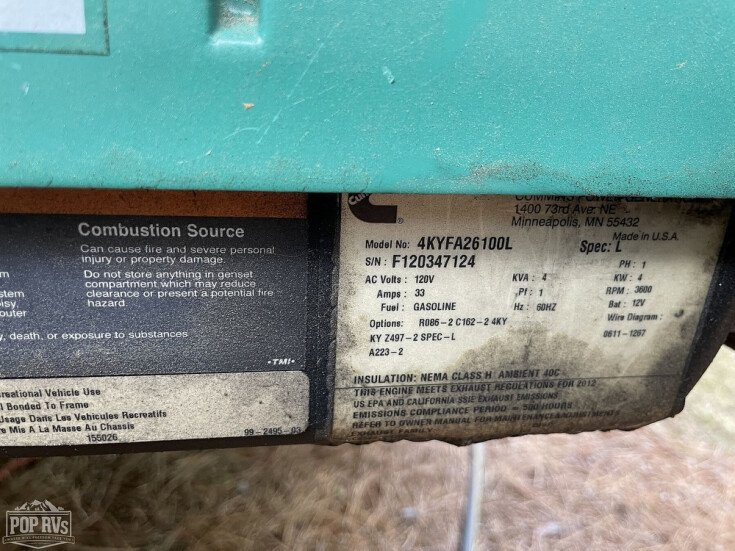 Combustion Source
Can cause fire and severe personal
injury or property damage.
Do not store anything in genset
compartment which may reduce
clearance or present a potential fire
hazard
, death, or exposure to substances
•TMI•
creational Vehicle Use
Bonded To Frame
Usage Dans Les Vehicules Recreatifs
re Mis A La Masse Au Chassis
155026
99-2495-03
1400 73rd Ave. NE
Minneapolis, MN 55432
Made in U.S.A.
Model No: 4KYFA26100L Spec: L
S/N: F120347124 PH: 1
AC Volts: 120V KVA: 4 KW: 4
Amps: 33 Pf: 1 RPM: 3600
Fuel: GASOLINE Hz: 60HZ Bat: 12V
Options: R086-2 C162-2 4KY Wire Diagram:
KY Z497-2 SPEC-L 0611-1267
A223-2
INSULATION: NEMA CLASS H AMBIENT 40C
THIS ENGINE MEETS EXHAUST REGULATIONS FOR 2012
US EPA AND CALIFORNIA SSIE EXHAUST EMISSIONS
EMISSIONS COMPLIANCE PERIOD = 500 HOURS
REFER TO OWNER MANUAL FOR MAINTENANCE/ADJUSTMENTS
EXHAUST FAMILY
POP RVs